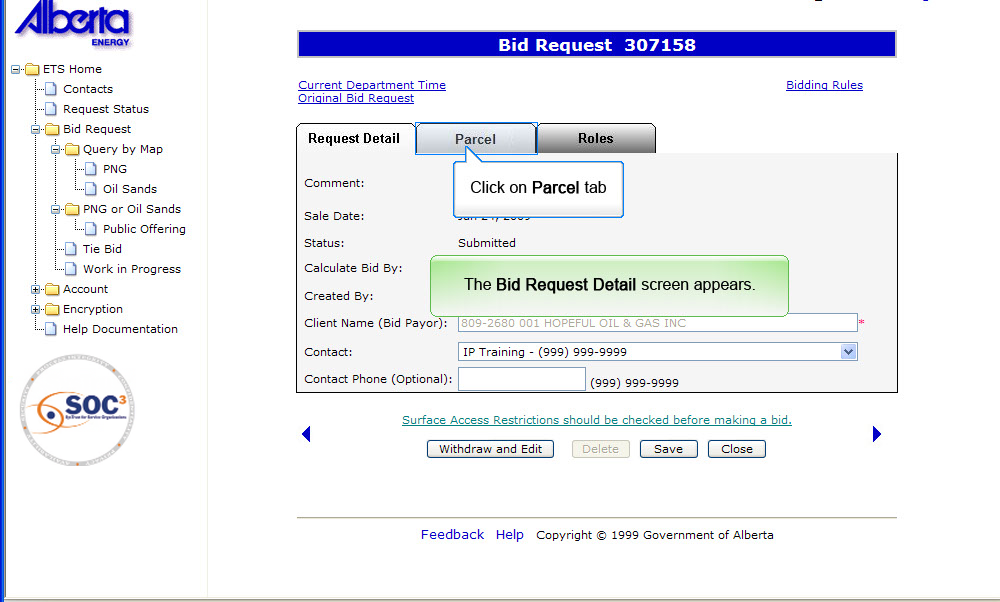 Alberta
ENERGY
ETS Home
Contacts
Request Status
Bid Request
Query by Map
PNG
Oil Sands
PNG or Oil Sands
Public Offering
Tie Bid
Work in Progress
Account
Encryption
Help Documentation
SOC3
Bid Request 307158
Current Department Time
Bidding Rules
Original Bid Request
Request Detail
Parcel
Roles
Click on Parcel tab
Comment:
Sale Date:
Status: Submitted
Calculate Bid By:
The Bid Request Detail screen appears.
Created By:
Client Name (Bid Payor): 809-2680 001 HOPEFUL OIL & GAS INC *
Contact: IP Training - (999) 999-9999
Contact Phone (Optional): (999) 999-9999
Surface Access Restrictions should be checked before making a bid.
Withdraw and Edit Delete Save Close
Feedback Help Copyright © 1999 Government of Alberta